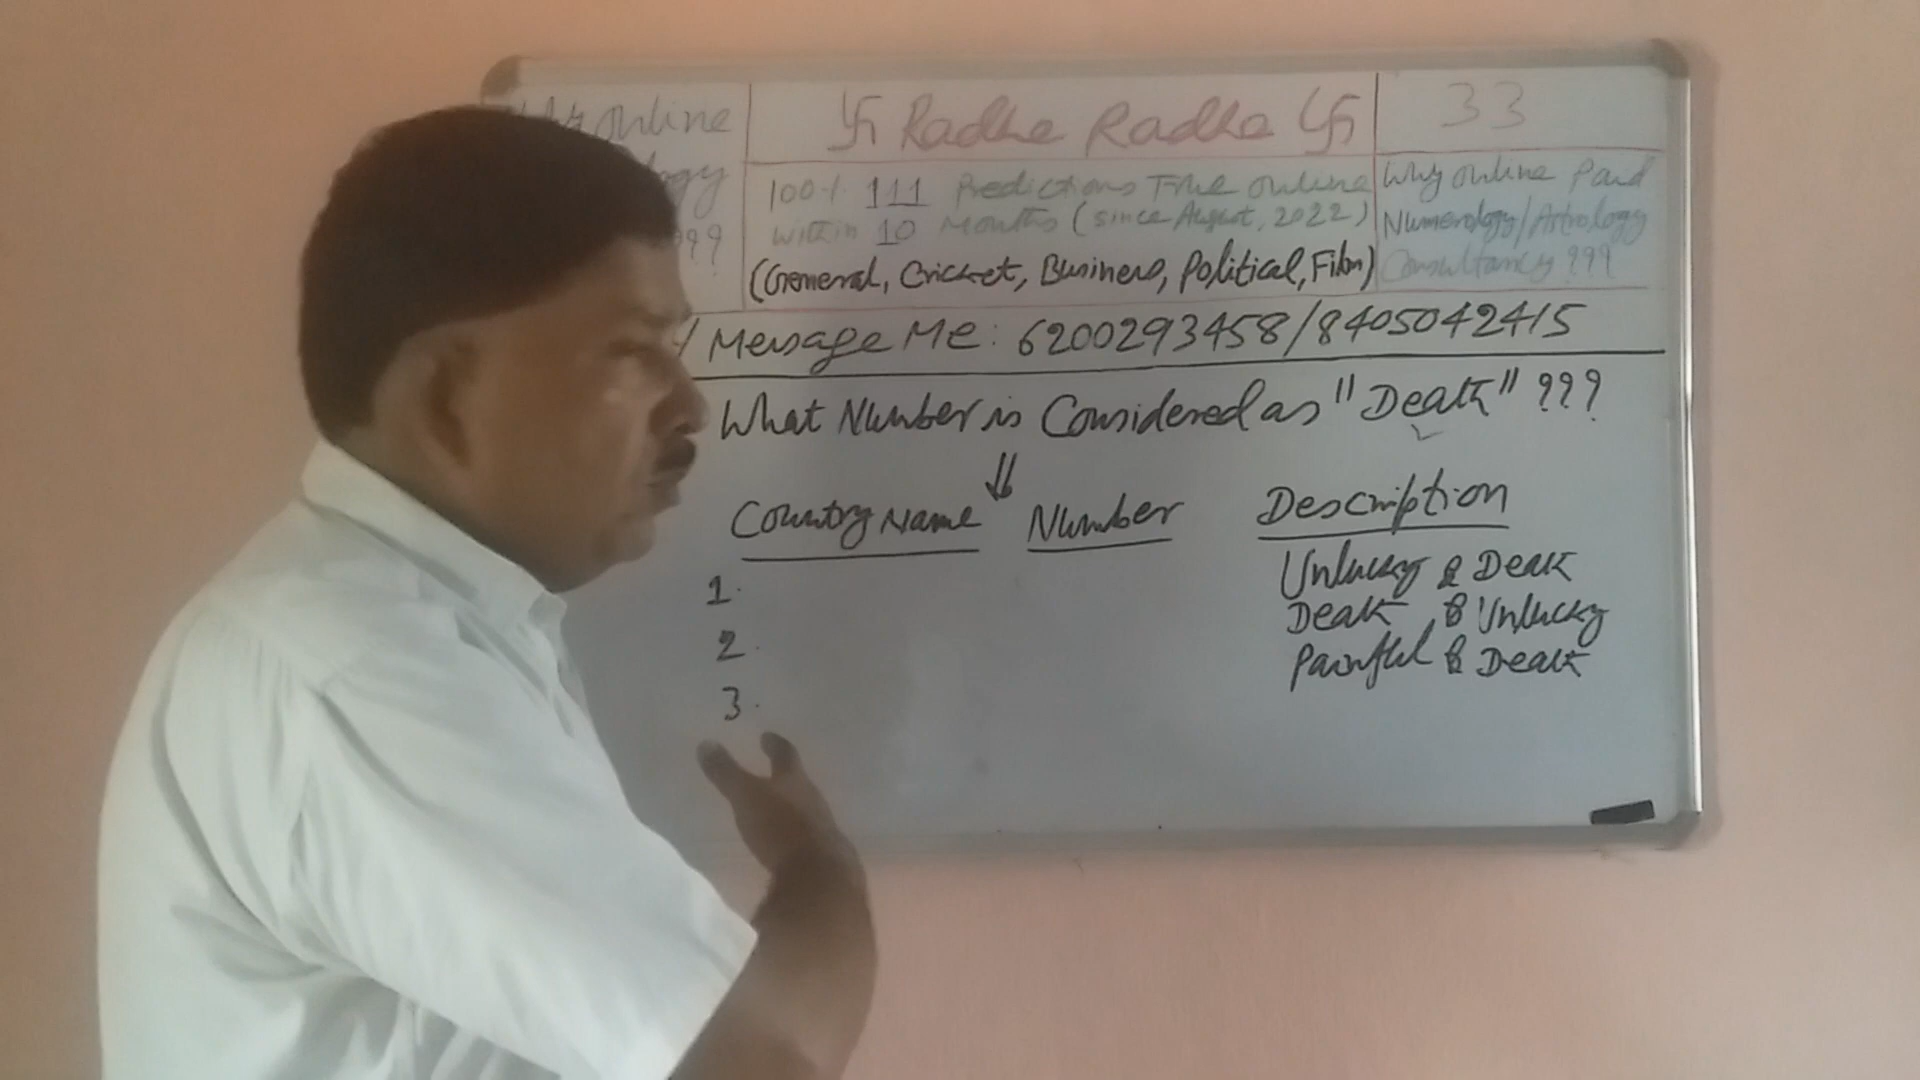 Online
卐 Radhe Radhe 卐
33
???
100% 111 Predictions True online
within 10 Months (since August, 2022)
(General, Cricket, Business, Political, Film)
Why online Paid
Numerology/Astrology
Consultancy ???
/ Message Me: 6200293458/8405042415
What Number is Considered as "Death" ???
⇓
Country Name Number Description
1. Unlucky & Death
2. Death & Unlucky
3. Painful & Death